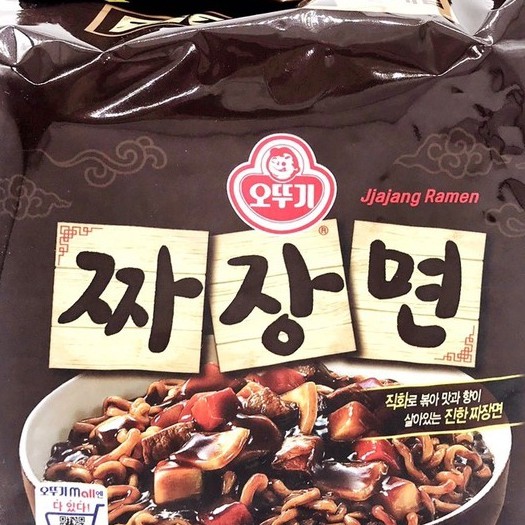 오뚜기
Jjajang Ramen
짜장면
직화로 볶아 맛과 향이
살아있는 진한 짜장면
오뚜기mall엔
다 있다!